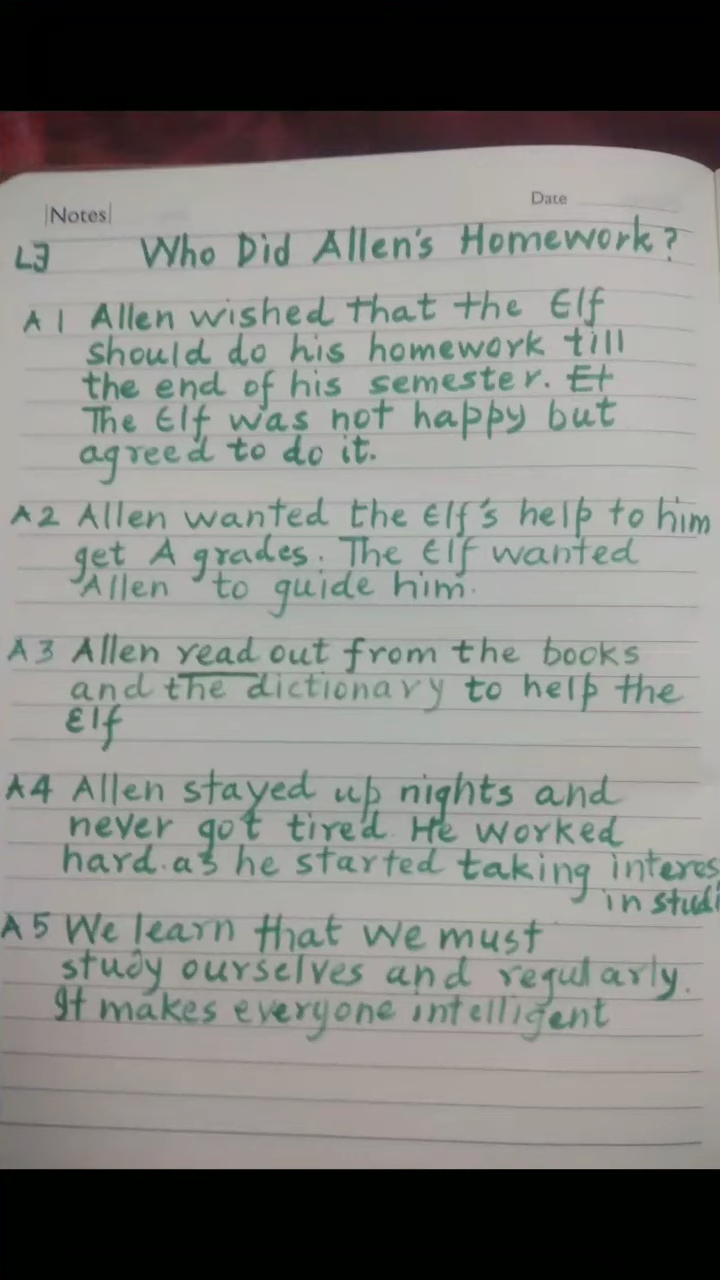 Notes
Date
L3 Who Did Allen's Homework?
A 1 Allen wished that the Elf
should do his homework till
the end of his semester. Et
The Elf was not happy but
agreed to do it.
A2 Allen wanted the Elf's help to him
get A grades. The Elf wanted
Allen to guide him.
A3 Allen read out from the books
and the dictionary to help the
Elf
A4 Allen stayed up nights and
never got tired. He worked
hard. as he started taking interes
in studi
A5 We learn that we must
study ourselves and regularly.
It makes everyone intelligent